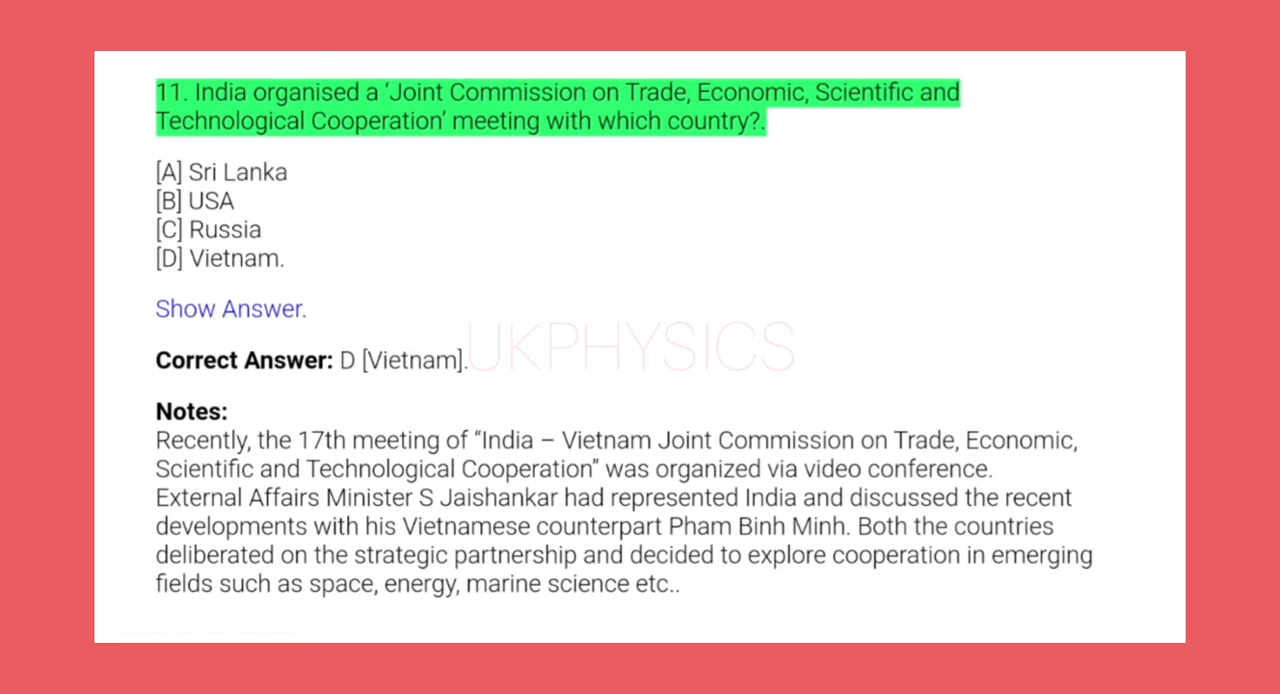 11. India organised a ‘Joint Commission on Trade, Economic, Scientific and
Technological Cooperation’ meeting with which country?.
[A] Sri Lanka
[B] USA
[C] Russia
[D] Vietnam.
Show Answer.
Correct Answer: D [Vietnam].
UKPHYSICS
Notes:
Recently, the 17th meeting of “India – Vietnam Joint Commission on Trade, Economic,
Scientific and Technological Cooperation” was organized via video conference.
External Affairs Minister S Jaishankar had represented India and discussed the recent
developments with his Vietnamese counterpart Pham Binh Minh. Both the countries
deliberated on the strategic partnership and decided to explore cooperation in emerging
fields such as space, energy, marine science etc..